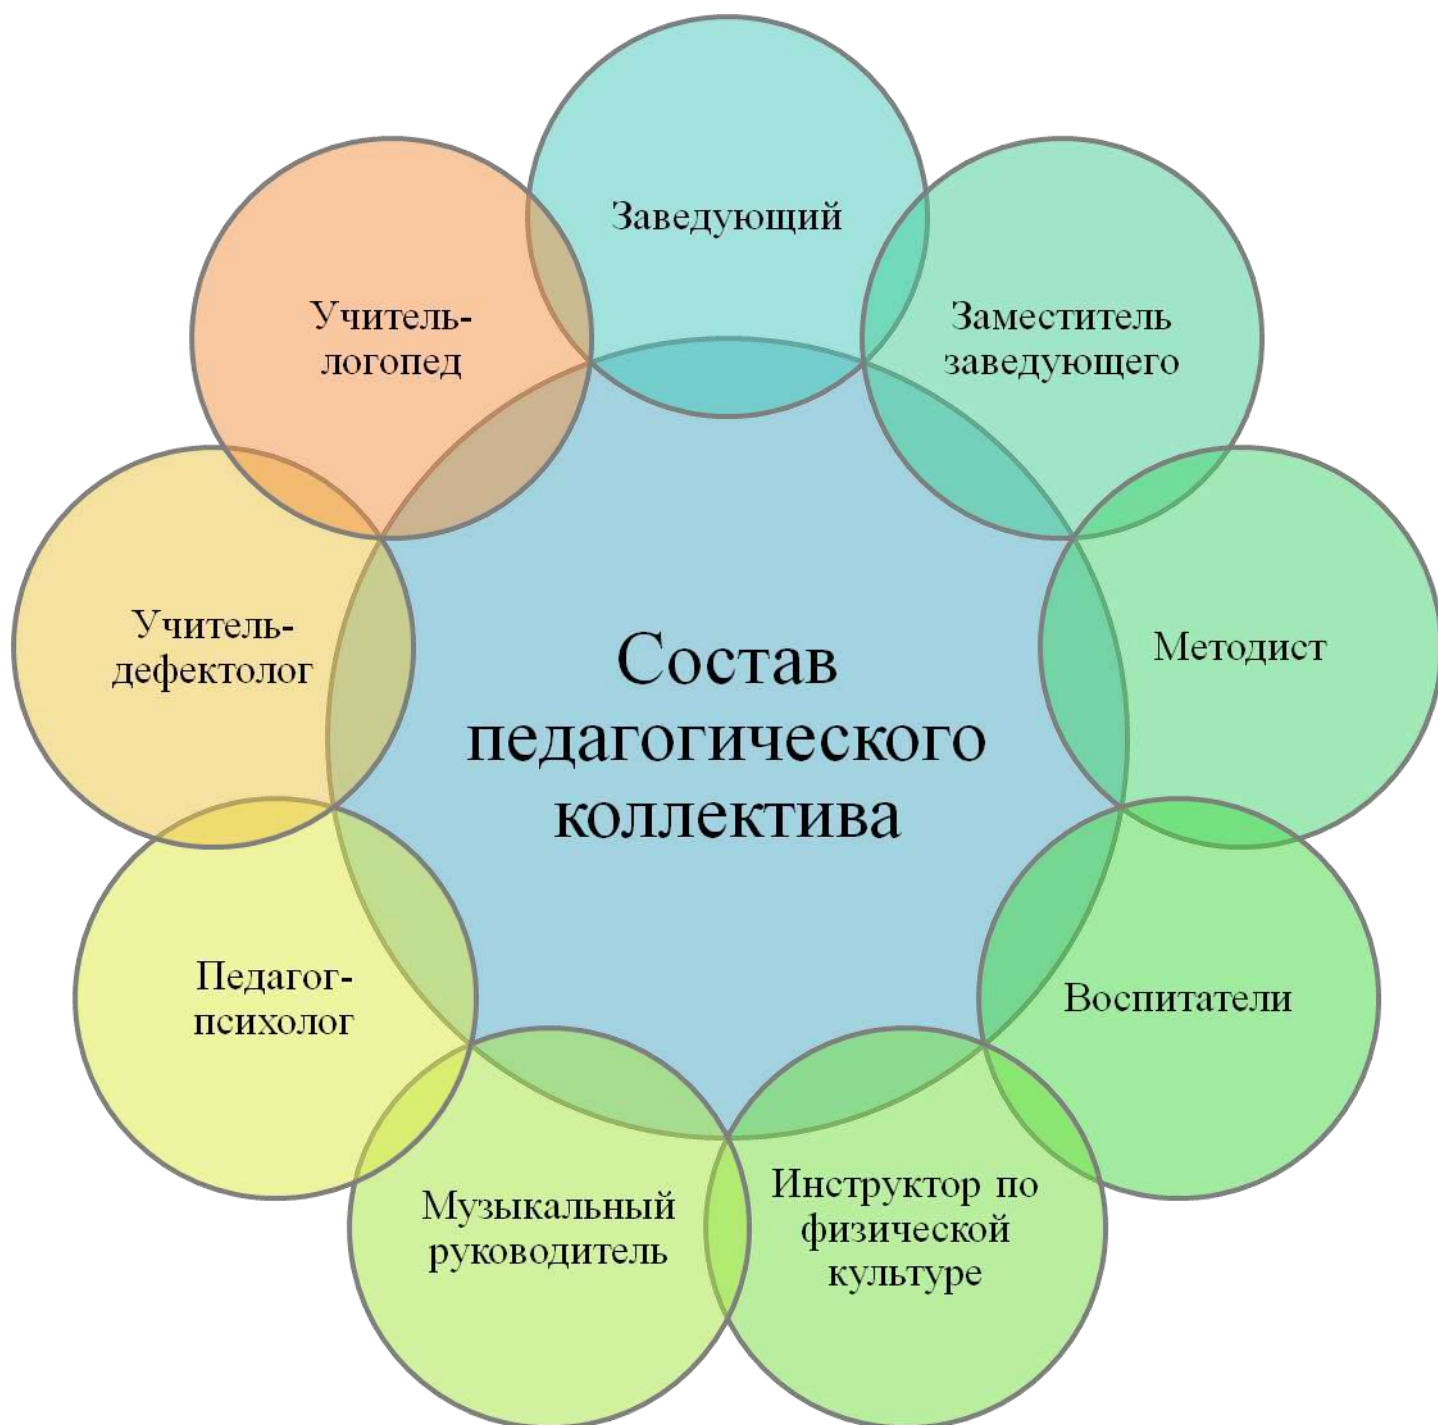 Состав
педагогического
коллектива
Заведующий
Заместитель
заведующего
Методист
Воспитатели
Инструктор по
физической
культуре
Музыкальный
руководитель
Педагог-
психолог
Учитель-
дефектолог
Учитель-
логопед